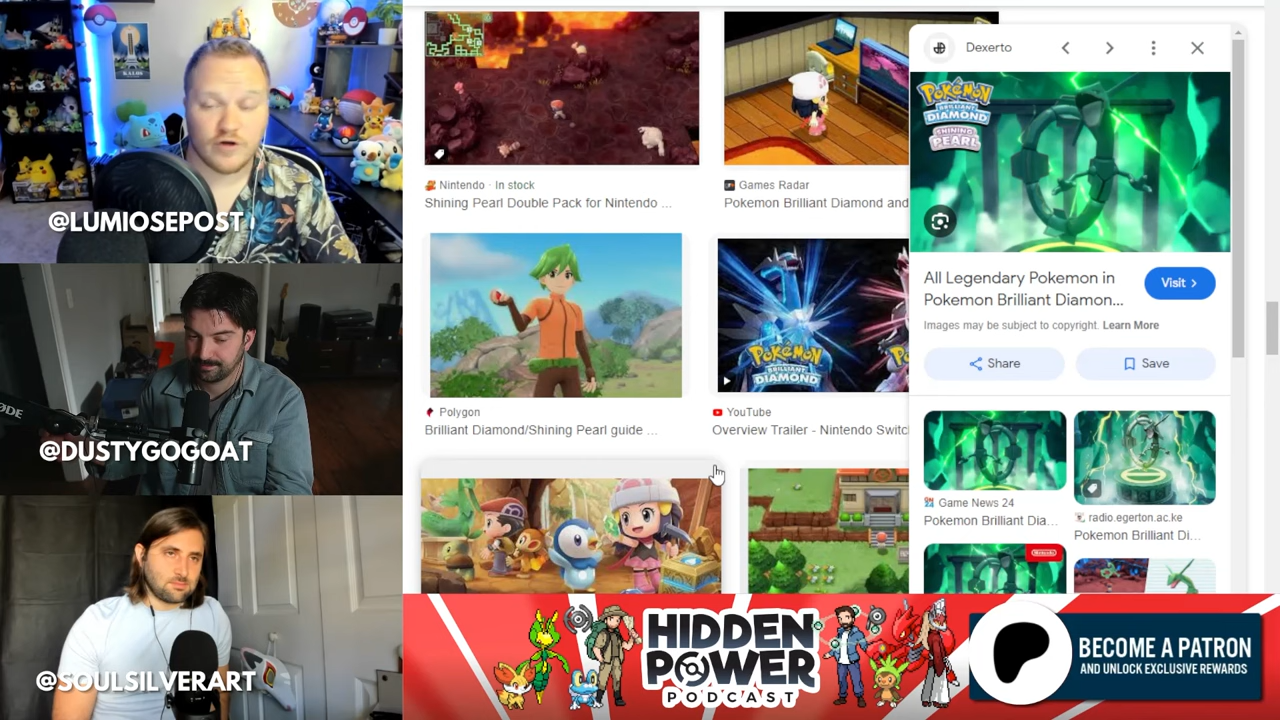 @LUMIOSEPOST
@DUSTYGOGOAT
@SOULSILVERART
KALOS
Nintendo · In stock
Shining Pearl Double Pack for Nintendo ...
Games Radar
Pokemon Brilliant Diamond and
Polygon
Brilliant Diamond/Shining Pearl guide ...
POKÉMON
BRILLIANT
DIAMOND
YouTube
Overview Trailer - Nintendo Switc
Dexerto
POKÉMON
BRILLIANT
DIAMOND
SHINING
PEARL
All Legendary Pokemon in
Pokemon Brilliant Diamon...
Visit
Images may be subject to copyright. Learn More
Share
Save
Game News 24
Pokemon Brilliant Dia...
radio.egerton.ac.ke
Pokemon Brilliant Di...
Nintendo
HIDDEN
POWER
PODCAST
BECOME A PATRON
AND UNLOCK EXCLUSIVE REWARDS